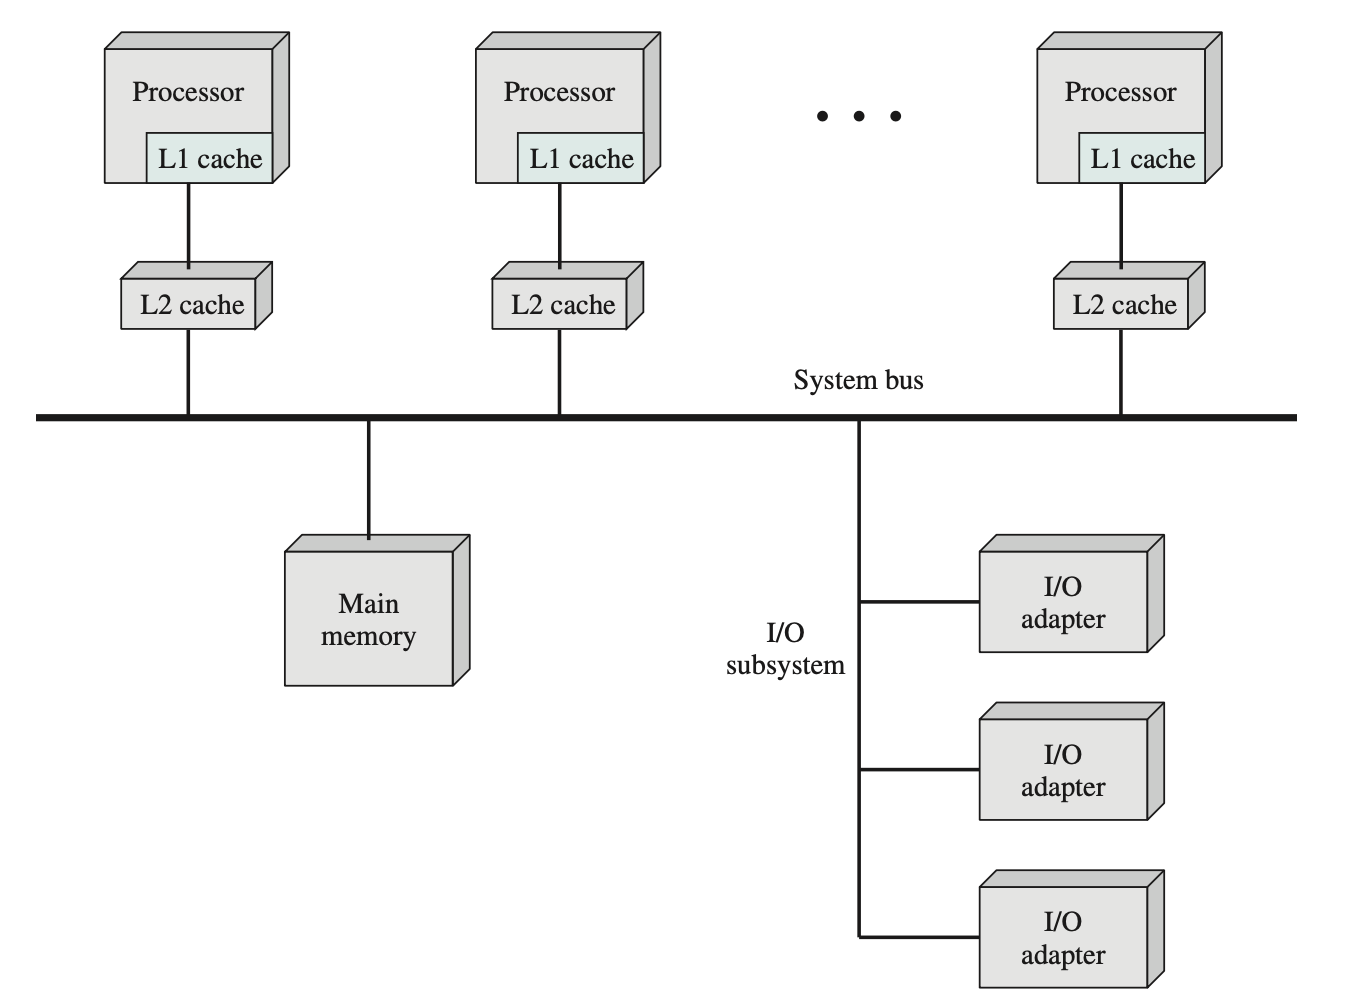 Processor
L1 cache
L2 cache
Processor
L1 cache
L2 cache
• • •
Processor
L1 cache
L2 cache
System bus
Main
memory
I/O
subsystem
I/O
adapter
I/O
adapter
I/O
adapter